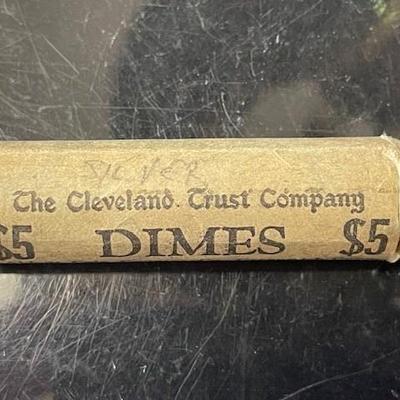 SILVER
The Cleveland Trust Company
$5 DIMES $5